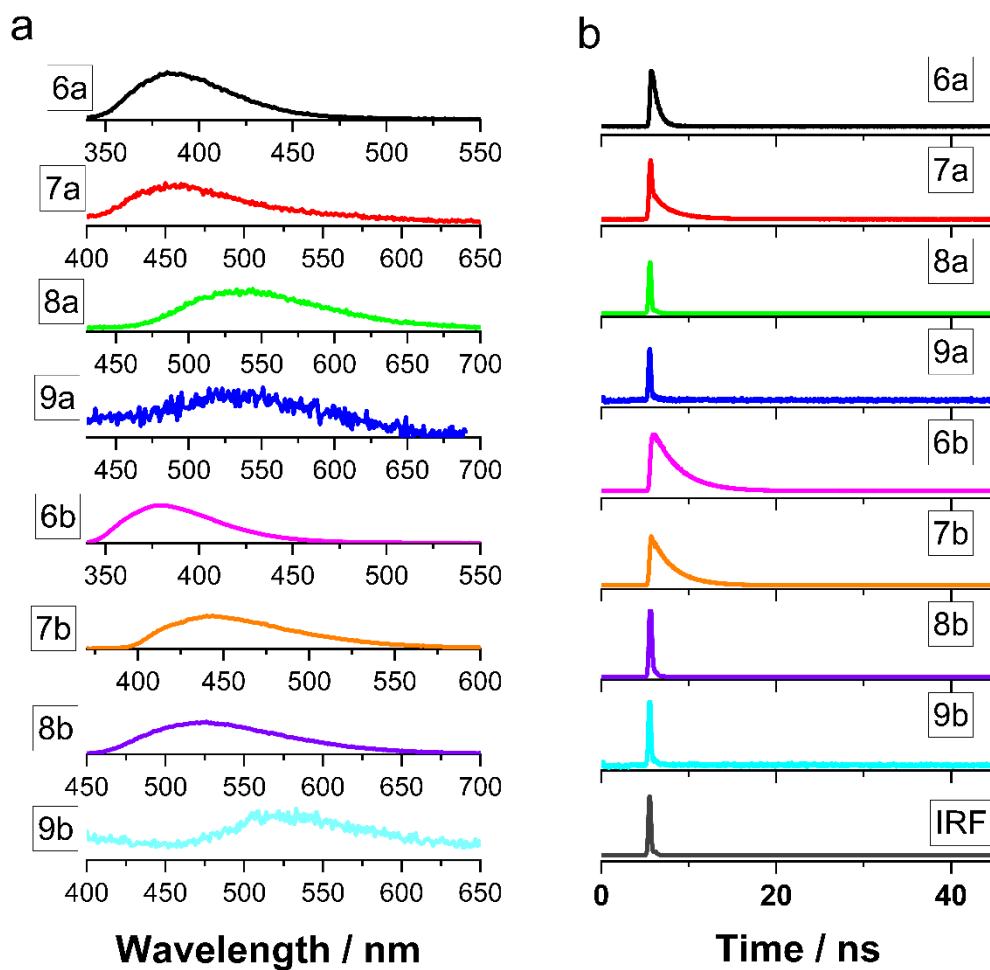 a
6a
350 400 450 500 550
7a
400 450 500 550 600 650
8a
450 500 550 600 650 700
9a
450 500 550 600 650 700
6b
350 400 450 500 550
7b
400 450 500 550 600
8b
450 500 550 600 650 700
9b
400 450 500 550 600 650
Wavelength / nm
b
6a
7a
8a
9a
6b
7b
8b
9b
IRF
0 20 40
Time / ns